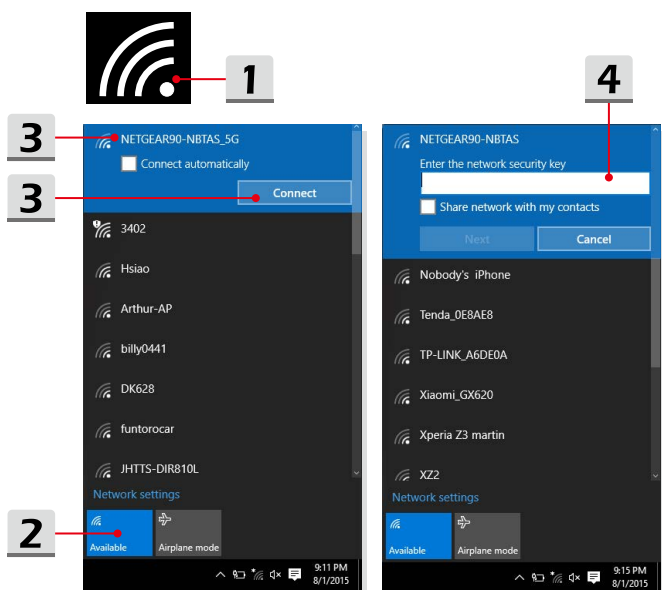 1
4
3
NETGEAR90-NBTAS_5G
Connect automatically
3
Connect
3402
Hsiao
Arthur-AP
billy0441
DK628
funtorocar
JHTTS-DIR810L
Network settings
2
Available
Airplane mode
9:11 PM
8/1/2015
NETGEAR90-NBTAS
Enter the network security key
Share network with my contacts
Next
Cancel
Nobody's iPhone
Tenda_0E8AE8
TP-LINK_A6DE0A
Xiaomi_GX620
Xperia Z3 martin
XZ2
Network settings
Available
Airplane mode
9:15 PM
8/1/2015